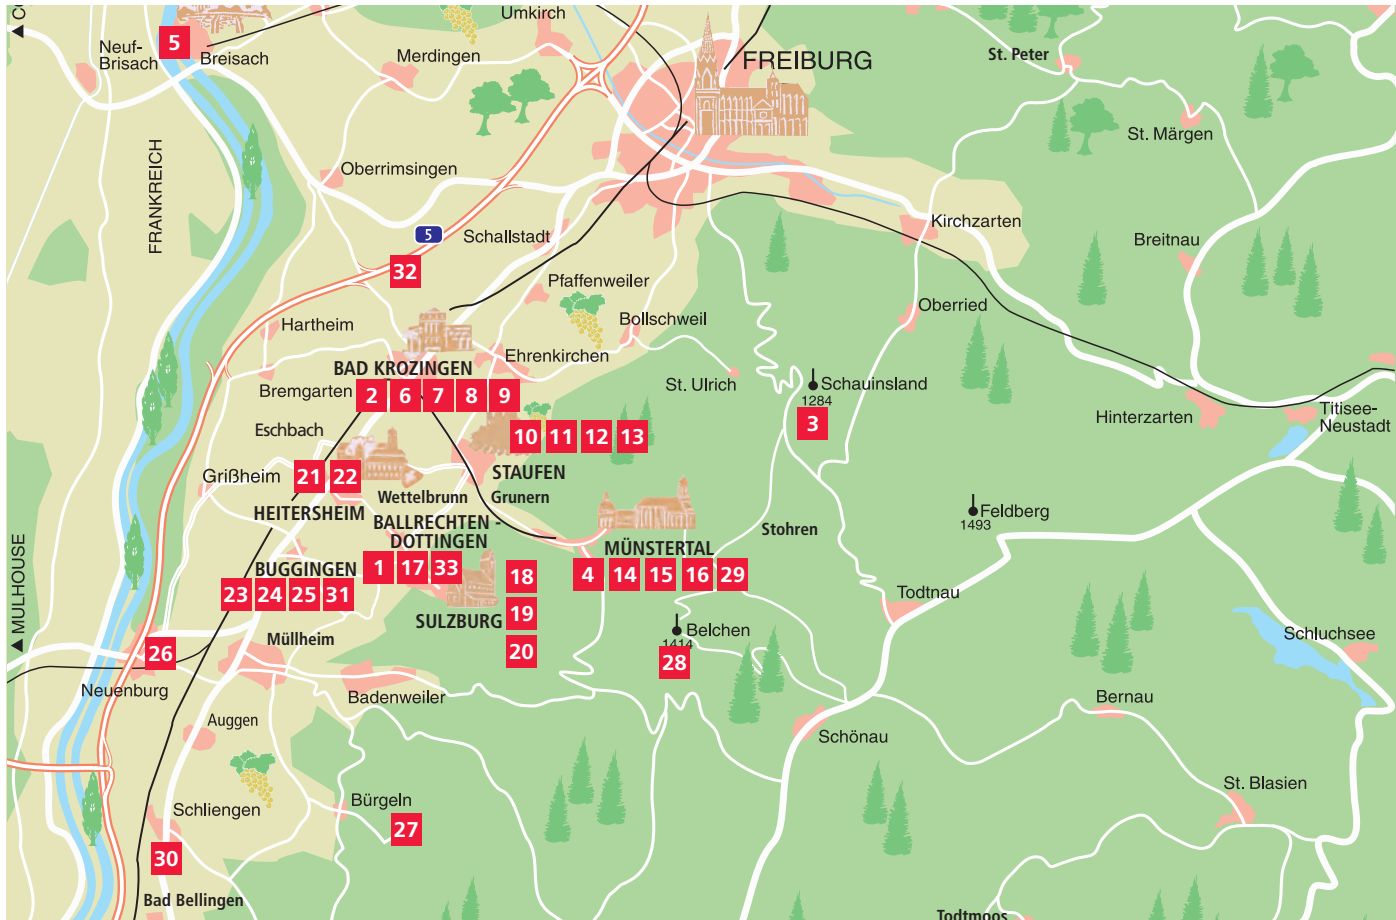 ▲ CO
Umkirch
5
Neuf-
Brisach
Breisach
Merdingen
FREIBURG
St. Peter
St. Märgen
FRANKREICH
Oberrimsingen
5
Schallstadt
Kirchzarten
Breitnau
32
Pfaffenweiler
Oberried
Hartheim
Bollschweil
Ehrenkirchen
BAD KROZINGEN
Bremgarten
2 6 7 8 9
St. Ulrich
Schauinsland
1284
3
Hinterzarten
Titisee-
Neustadt
Eschbach
10 11 12 13
STAUFEN
Grißheim
21 22
Wettelbrunn
Grunern
HEITERSHEIM
BALLRECHTEN -
DOTTINGEN
1 17 33
Stohren
Feldberg
1493
MÜNSTERTAL
4 14 15 16 29
BUGGINGEN
23 24 25 31
18
19
20
SULZBURG
▲ MULHOUSE
Todtnau
Belchen
1414
28
Schluchsee
26
Müllheim
Neuenburg
Badenweiler
Bernau
Auggen
Schönau
St. Blasien
Schliengen
Bürgeln
27
30
Bad Bellingen
Todtmoos